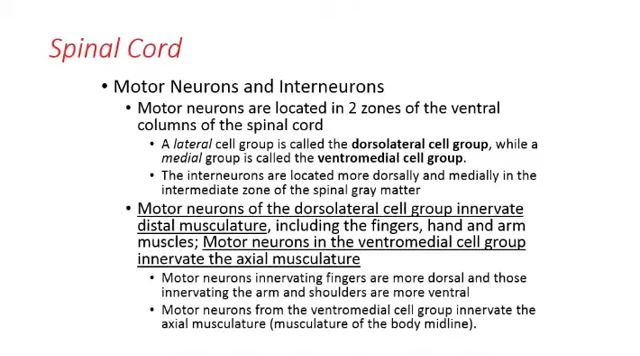 Spinal Cord
• Motor Neurons and Interneurons
• Motor neurons are located in 2 zones of the ventral
columns of the spinal cord
• A lateral cell group is called the dorsolateral cell group, while a
medial group is called the ventromedial cell group.
• The interneurons are located more dorsally and medially in the
intermediate zone of the spinal gray matter
• Motor neurons of the dorsolateral cell group innervate
distal musculature, including the fingers, hand and arm
muscles; Motor neurons in the ventromedial cell group
innervate the axial musculature
• Motor neurons innervating fingers are more dorsal and those
innervating the arm and shoulders are more ventral
• Motor neurons from the ventromedial cell group innervate the
axial musculature (musculature of the body midline).